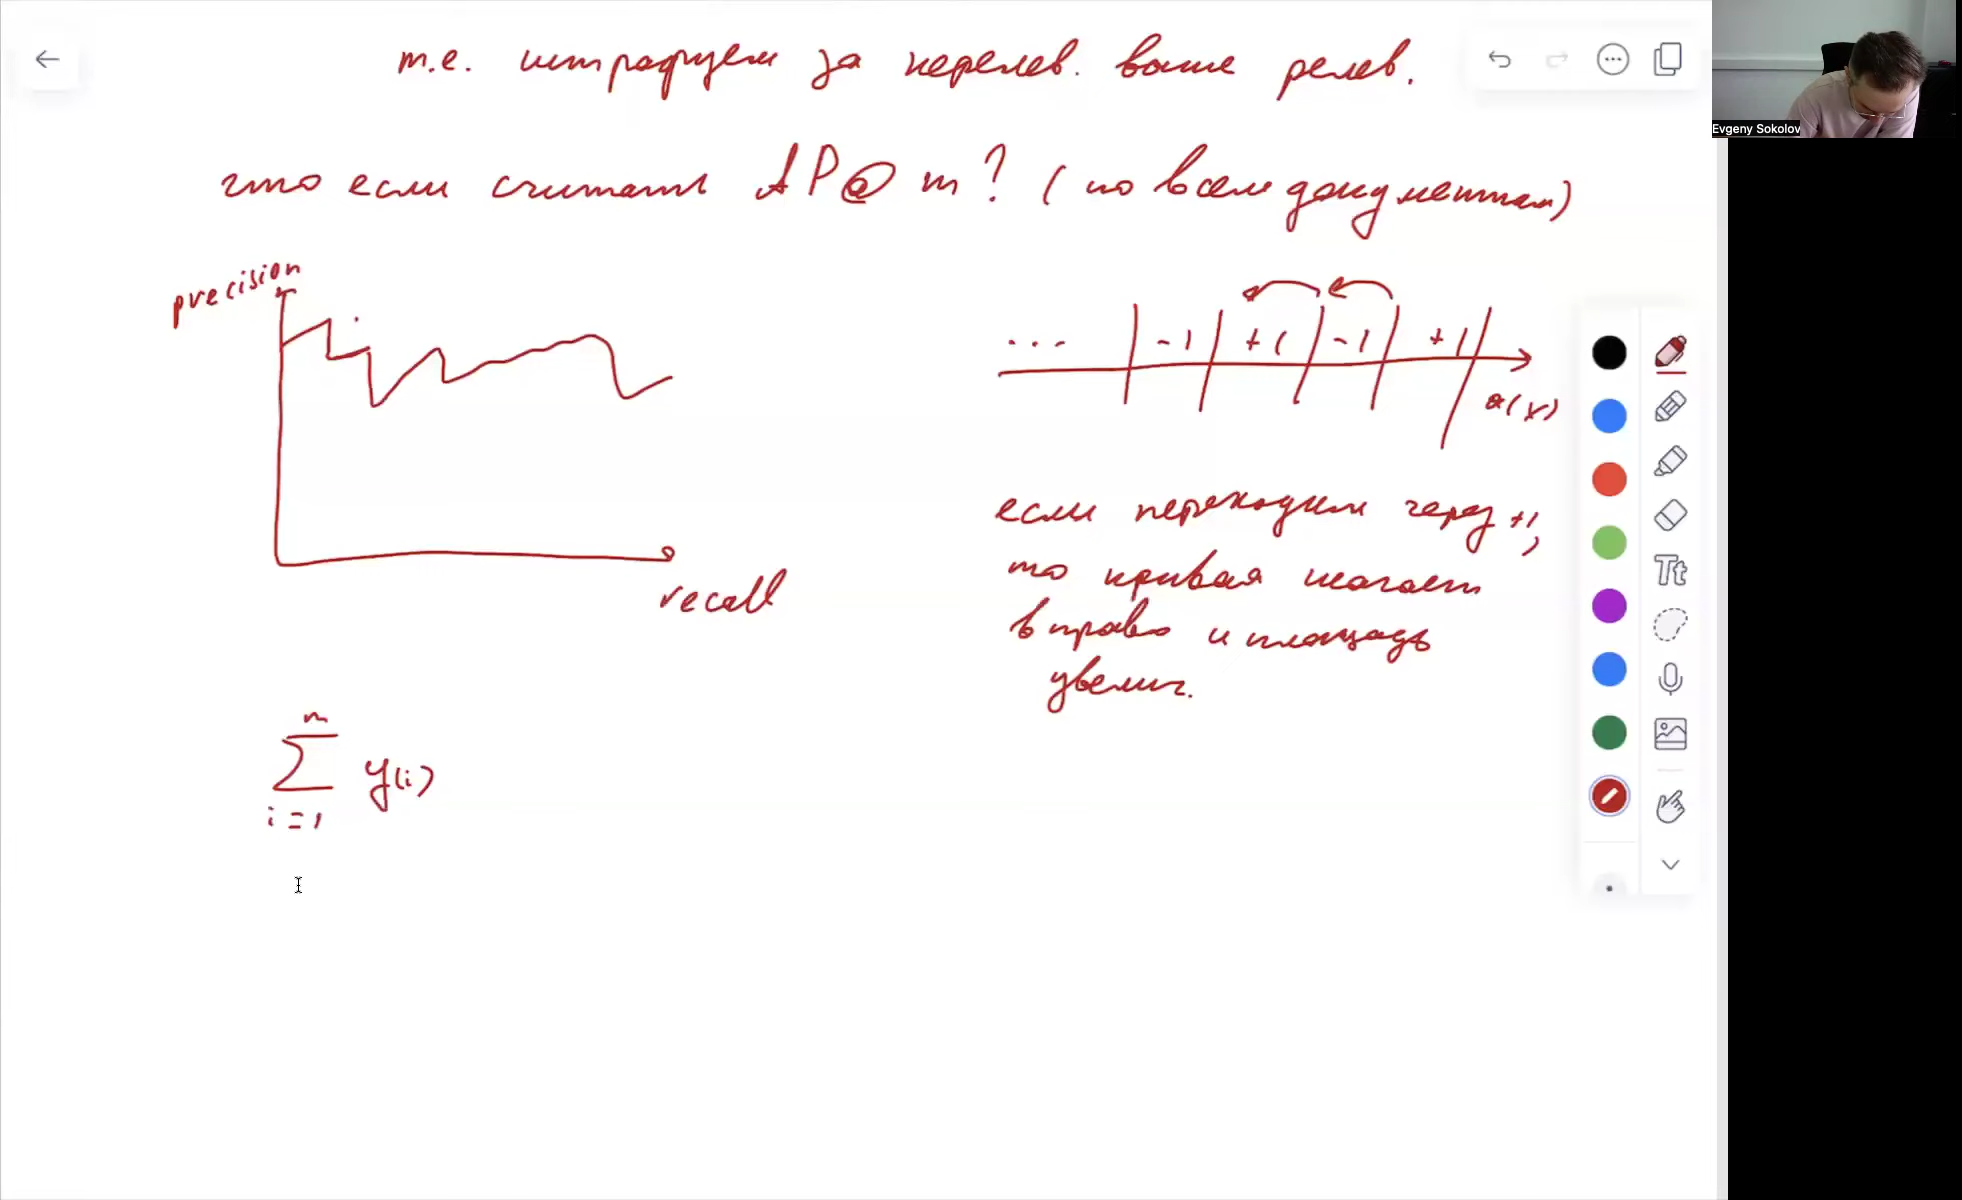 т.е. штрафуем за нерелев. выше релев.
Evgeny Sokolov
что если считать AP@m? (по всем документам)
precision
... -1 +1 -1 +1
a(x)
Tt
если переходим через +1,
то кривая шагает
вправо и площадь
увелич.
recall
m
∑ y(i)
i=1